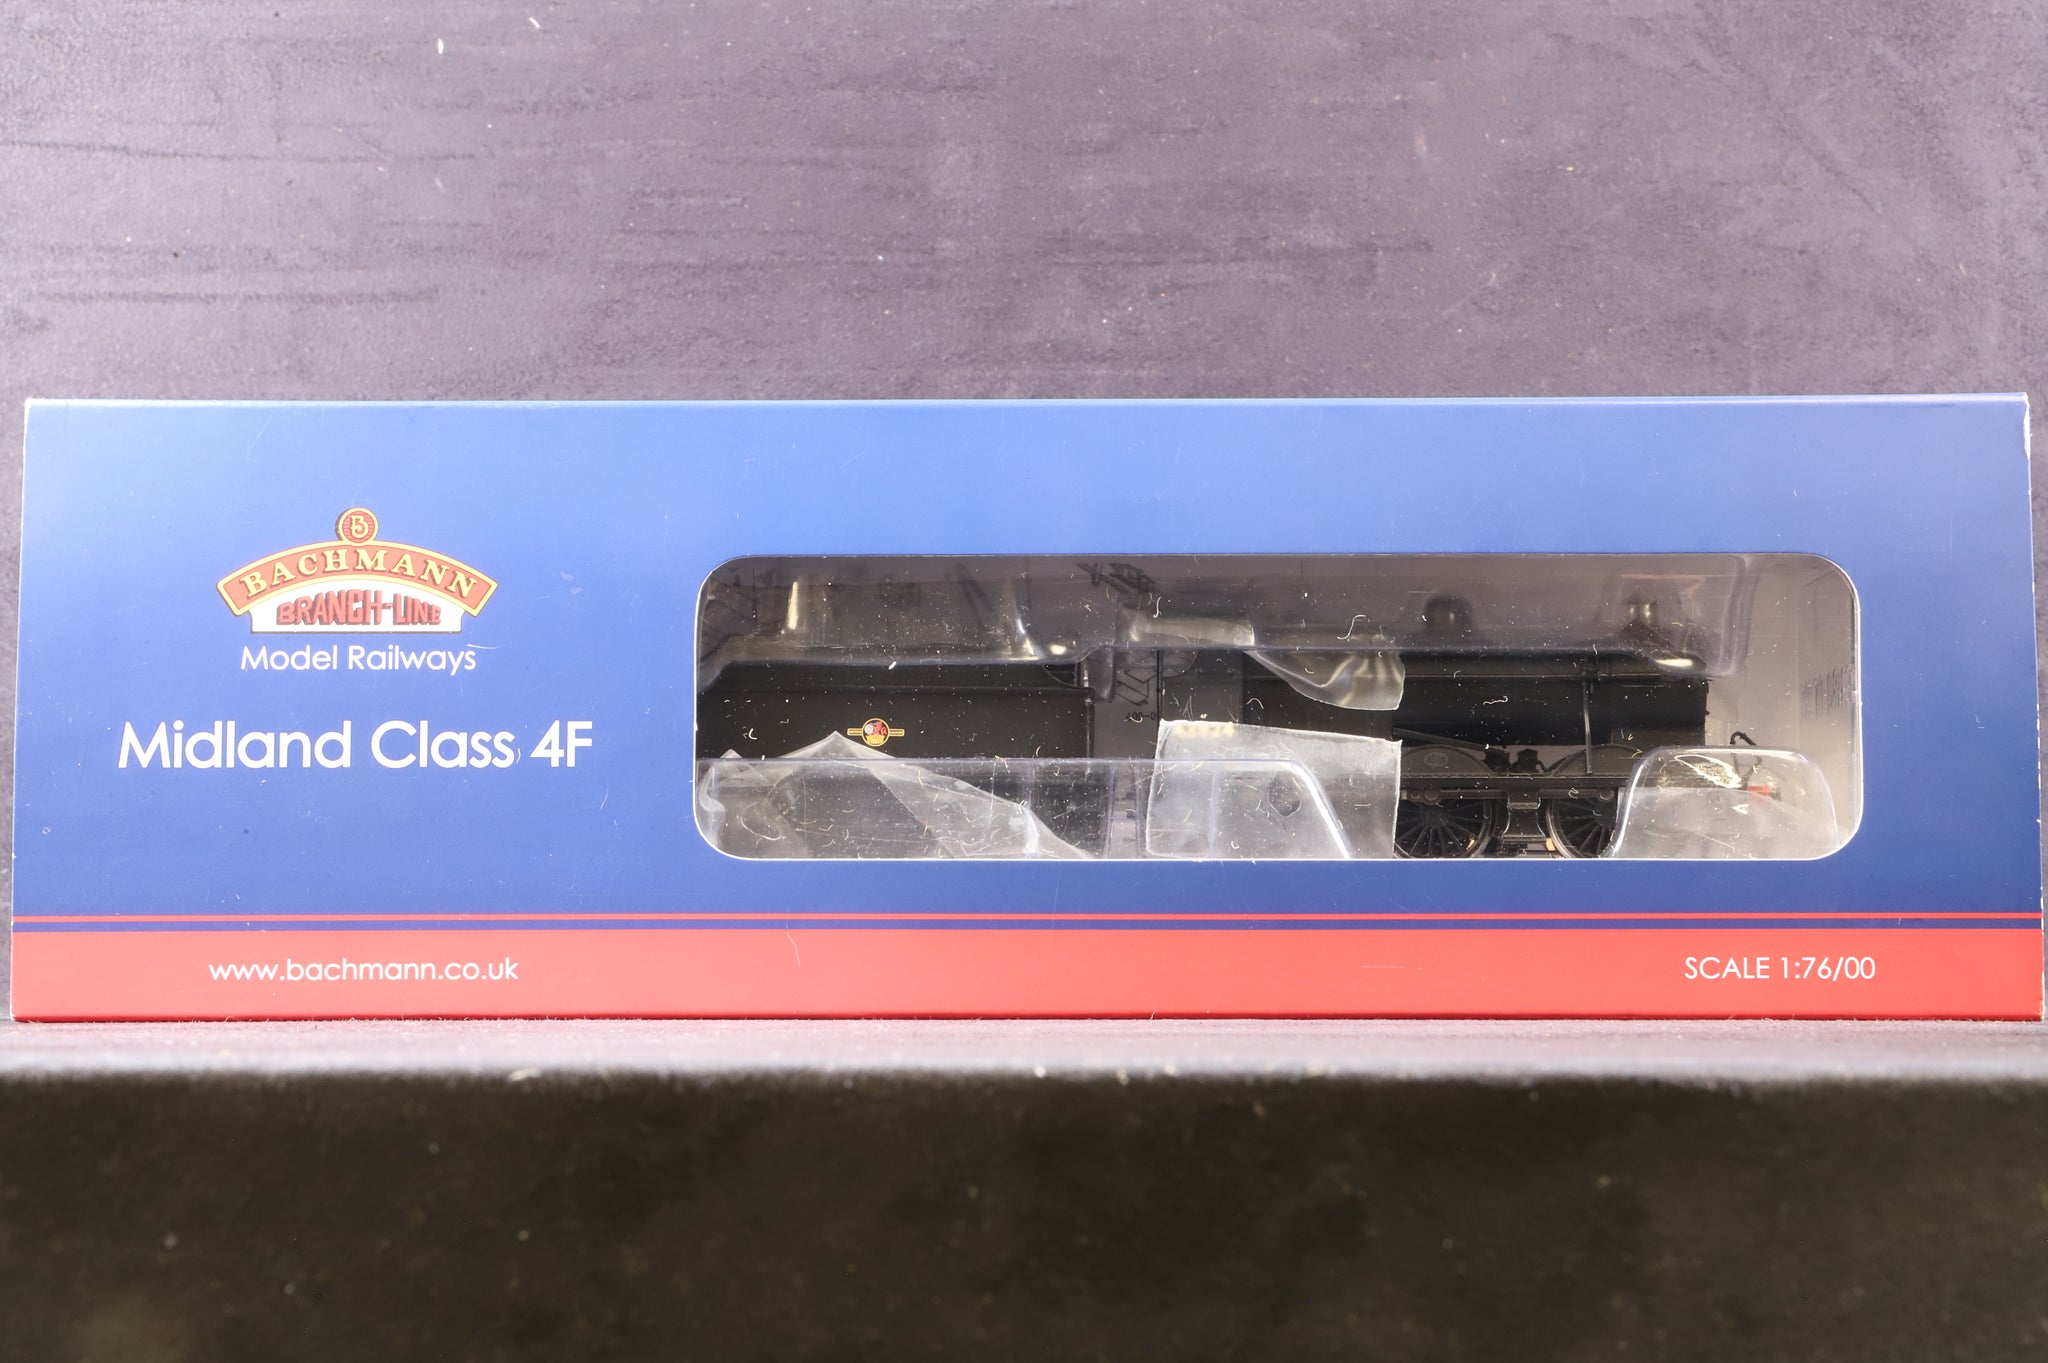 B
BACHMANN
BRANCH-LINE
Model Railways
Midland Class 4F
www.bachmann.co.uk
SCALE 1:76/00